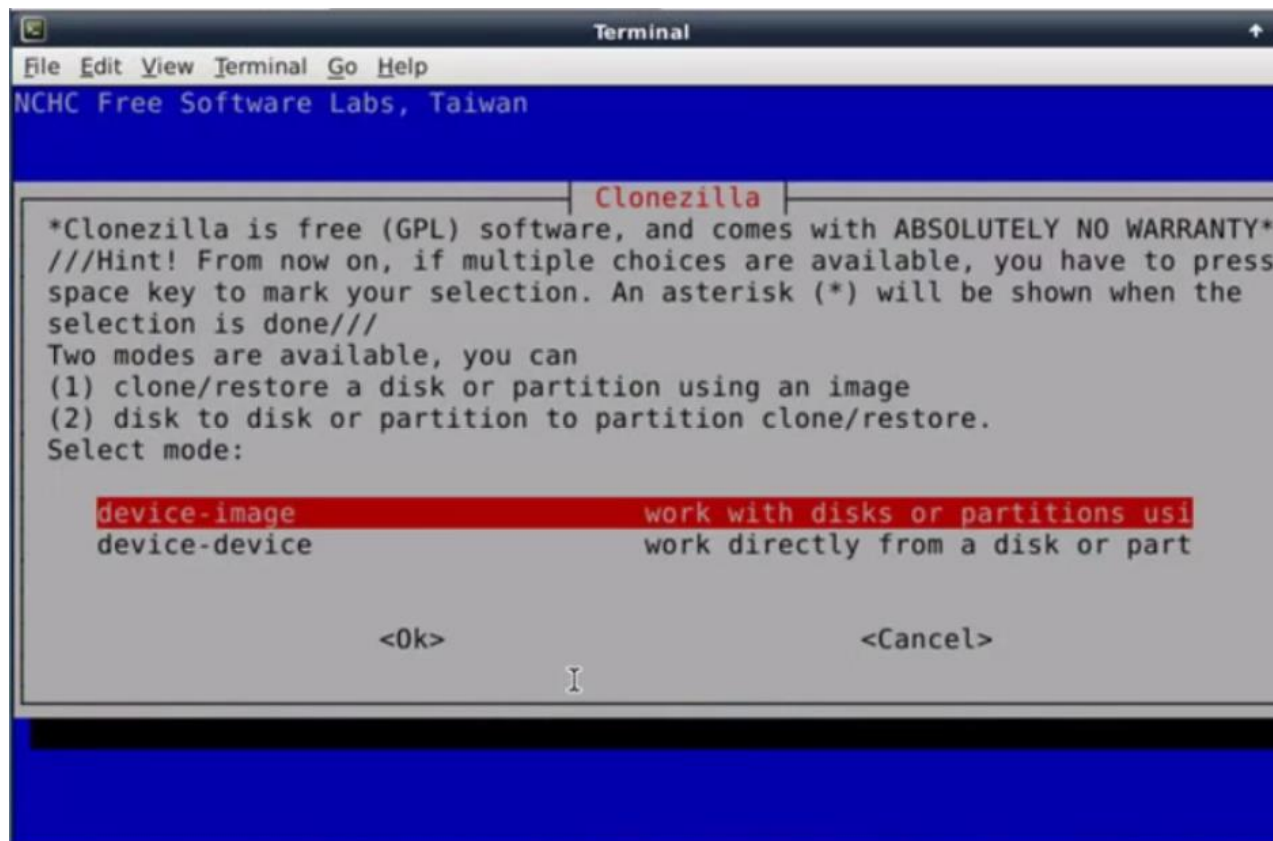 Terminal
File Edit View Terminal Go Help
NCHC Free Software Labs, Taiwan
Clonezilla
*Clonezilla is free (GPL) software, and comes with ABSOLUTELY NO WARRANTY*
///Hint! From now on, if multiple choices are available, you have to press
space key to mark your selection. An asterisk (*) will be shown when the
selection is done///
Two modes are available, you can
(1) clone/restore a disk or partition using an image
(2) disk to disk or partition to partition clone/restore.
Select mode:
device-image work with disks or partitions usi
device-device work directly from a disk or part
<Ok> <Cancel>